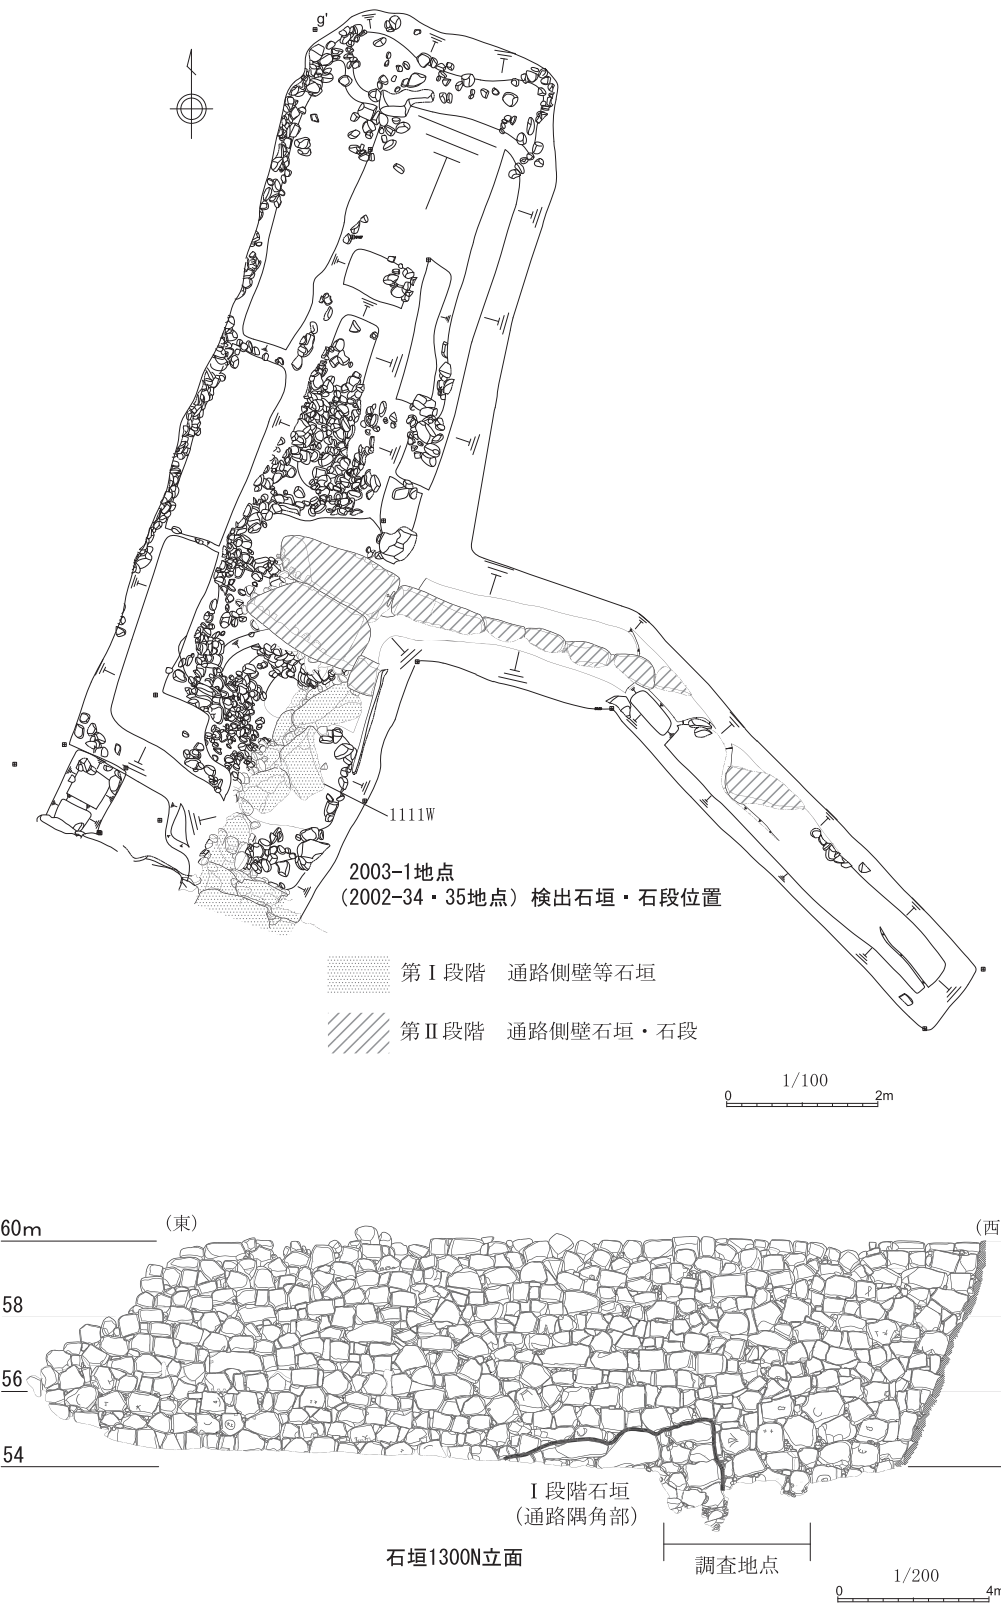 g'
1111W
2003-1地点
（2002-34・35地点）検出石垣・石段位置
第Ⅰ段階　通路側壁等石垣
第Ⅱ段階　通路側壁石垣・石段
1/100
0 2m
60m
（東）
（西
58
56
54
Ⅰ段階石垣
（通路隅角部）
石垣1300N立面
調査地点
1/200
0 4m